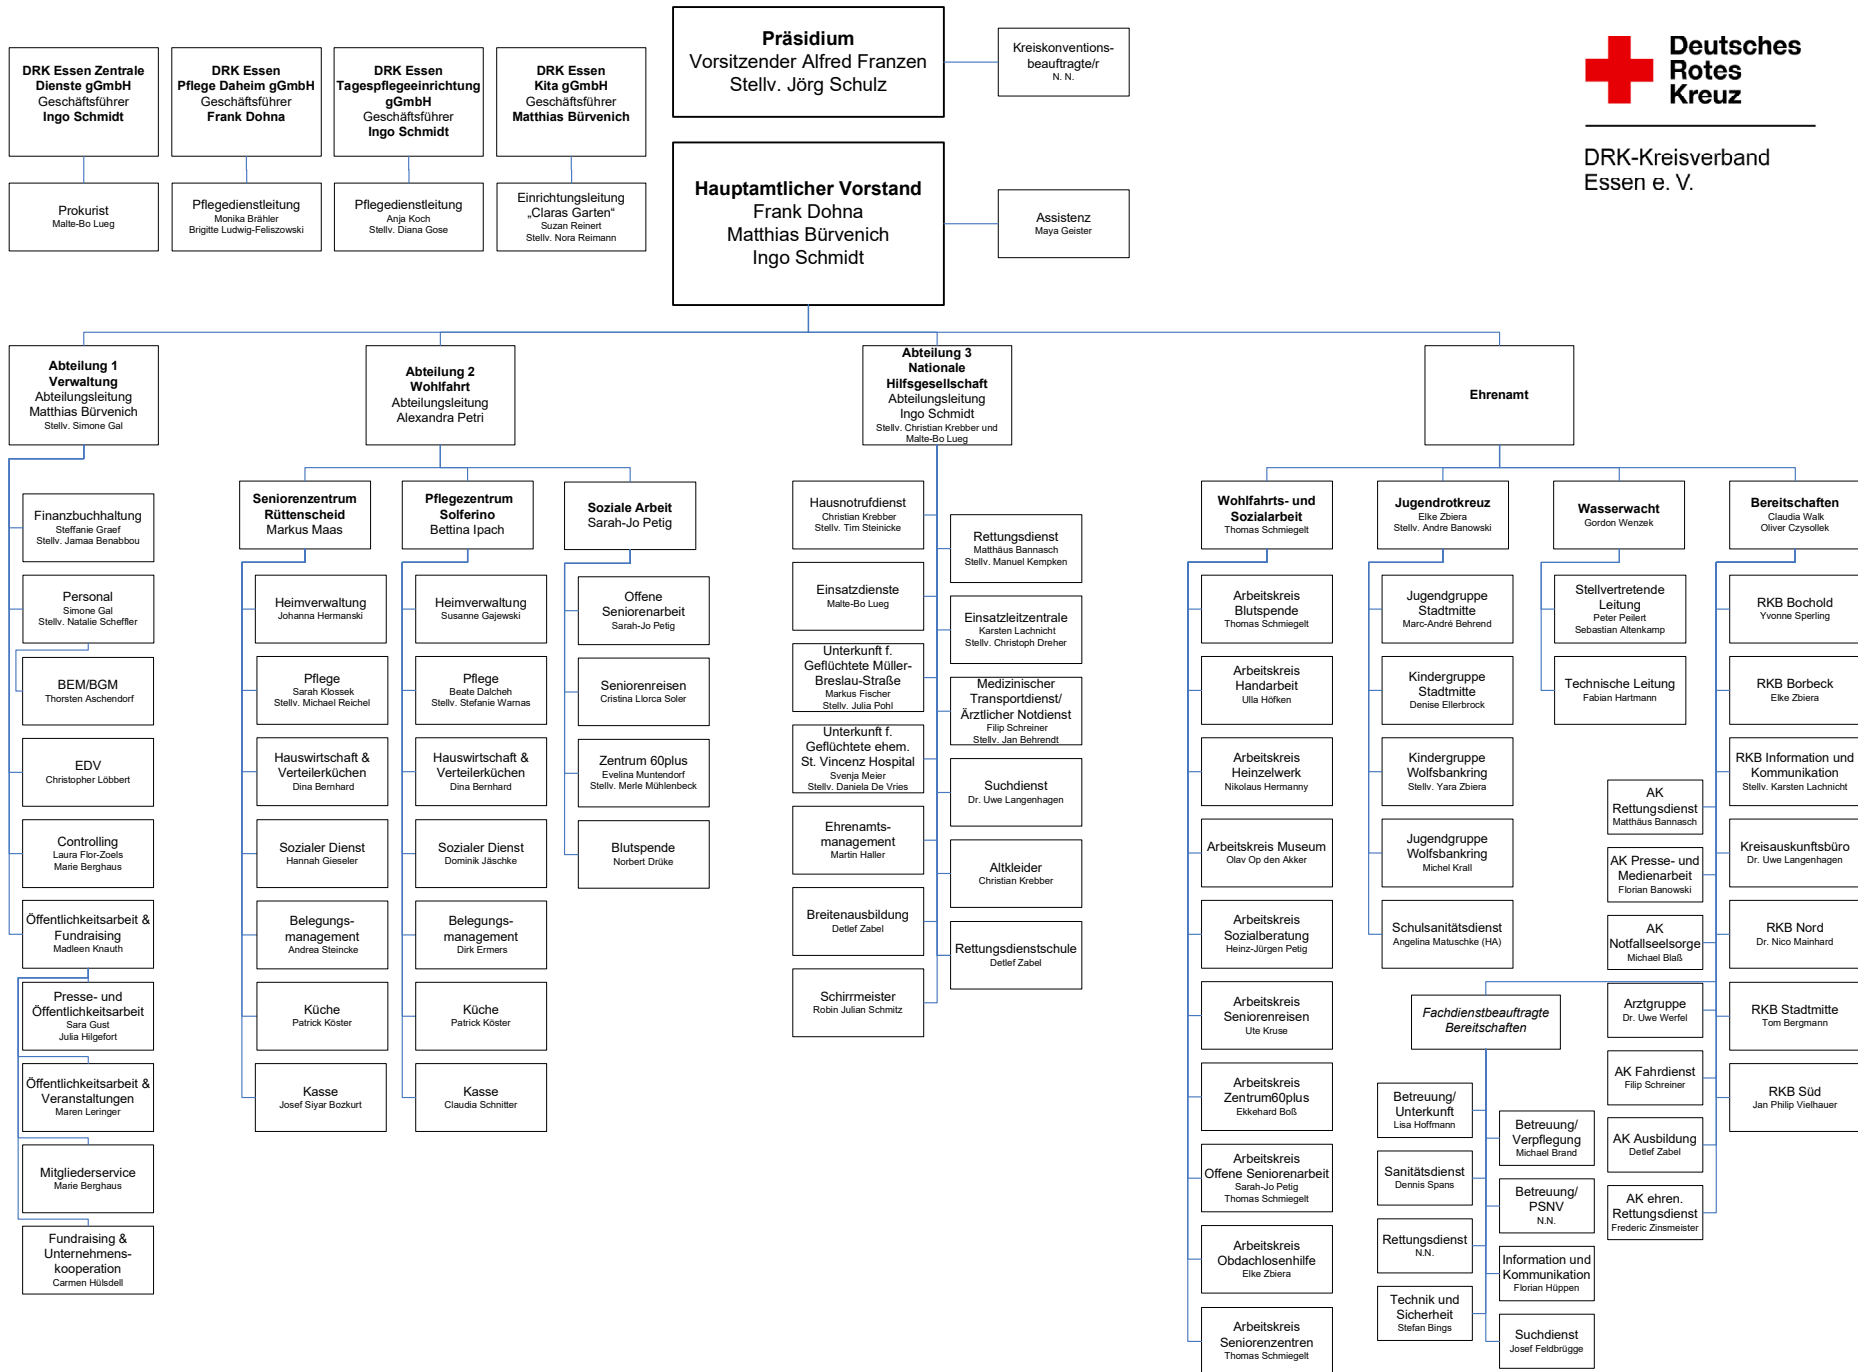 DRK Essen Zentrale
Dienste gGmbH
Geschäftsführer
Ingo Schmidt
DRK Essen
Pflege Daheim gGmbH
Geschäftsführer
Frank Dohna
DRK Essen
Tagespflegeeinrichtung
gGmbH
Geschäftsführer
Ingo Schmidt
DRK Essen
Kita gGmbH
Geschäftsführer
Matthias Bürvenich
Präsidium
Vorsitzender Alfred Franzen
Stellv. Jörg Schulz
Kreiskonventions-
beauftragte/r
N. N.
Deutsches
Rotes
Kreuz
DRK-Kreisverband
Essen e. V.
Prokurist
Malte-Bo Lueg
Pflegedienstleitung
Monika Brähler
Brigitte Ludwig-Feliszowski
Pflegedienstleitung
Anja Koch
Stellv. Diana Gose
Einrichtungsleitung
„Claras Garten“
Suzan Reinert
Stellv. Nora Reimann
Hauptamtlicher Vorstand
Frank Dohna
Matthias Bürvenich
Ingo Schmidt
Assistenz
Maya Geister
Abteilung 1
Verwaltung
Abteilungsleitung
Matthias Bürvenich
Stellv. Simone Gal
Abteilung 2
Wohlfahrt
Abteilungsleitung
Alexandra Petri
Abteilung 3
Nationale
Hilfsgesellschaft
Abteilungsleitung
Ingo Schmidt
Stellv. Christian Krebber und
Malte-Bo Lueg
Ehrenamt
Finanzbuchhaltung
Steffanie Graef
Stellv. Jamaa Benabbou
Personal
Simone Gal
Stellv. Natalie Scheffler
BEM/BGM
Thorsten Aschendorf
EDV
Christopher Löbbert
Controlling
Laura Flor-Zoels
Marie Berghaus
Öffentlichkeitsarbeit &
Fundraising
Madleen Knauth
Presse- und
Öffentlichkeitsarbeit
Sara Gust
Julia Hilgefort
Öffentlichkeitsarbeit &
Veranstaltungen
Maren Leringer
Mitgliederservice
Marie Berghaus
Fundraising &
Unternehmens-
kooperation
Carmen Hülsdell
Seniorenzentrum
Rüttenscheid
Markus Maas
Heimverwaltung
Johanna Hermanski
Pflege
Sarah Klossek
Stellv. Michael Reichel
Hauswirtschaft &
Verteilerküchen
Dina Bernhard
Sozialer Dienst
Hannah Gieseler
Belegungs-
management
Andrea Steincke
Küche
Patrick Köster
Kasse
Josef Siyar Bozkurt
Pflegezentrum
Solferino
Bettina Ipach
Heimverwaltung
Susanne Gajewski
Pflege
Beate Dalcheh
Stellv. Stefanie Warnas
Hauswirtschaft &
Verteilerküchen
Dina Bernhard
Sozialer Dienst
Dominik Jäschke
Belegungs-
management
Dirk Ermers
Küche
Patrick Köster
Kasse
Claudia Schnitter
Soziale Arbeit
Sarah-Jo Petig
Offene
Seniorenarbeit
Sarah-Jo Petig
Seniorenreisen
Cristina Llorca Soler
Zentrum 60plus
Evelina Muntendorf
Stellv. Merle Mühlenbeck
Blutspende
Norbert Drüke
Hausnotrufdienst
Christian Krebber
Stellv. Tim Steinicke
Einsatzdienste
Malte-Bo Lueg
Unterkunft f.
Geflüchtete Müller-
Breslau-Straße
Markus Fischer
Stellv. Julia Pohl
Unterkunft f.
Geflüchtete ehem.
St. Vincenz Hospital
Svenja Meier
Stellv. Daniela De Vries
Ehrenamts-
management
Martin Haller
Breitenausbildung
Detlef Zabel
Schirrmeister
Robin Julian Schmitz
Rettungsdienst
Matthäus Bannasch
Stellv. Manuel Kempken
Einsatzleitzentrale
Karsten Lachnicht
Stellv. Christoph Dreher
Medizinischer
Transportdienst/
Ärztlicher Notdienst
Filip Schreiner
Stellv. Jan Behrendt
Suchdienst
Dr. Uwe Langenhagen
Altkleider
Christian Krebber
Rettungsdienstschule
Detlef Zabel
Wohlfahrts- und
Sozialarbeit
Thomas Schmiegelt
Arbeitskreis
Blutspende
Thomas Schmiegelt
Arbeitskreis
Handarbeit
Ulla Höfken
Arbeitskreis
Heinzelwerk
Nikolaus Hermanny
Arbeitskreis Museum
Olav Op den Akker
Arbeitskreis
Sozialberatung
Heinz-Jürgen Petig
Arbeitskreis
Seniorenreisen
Ute Kruse
Arbeitskreis
Zentrum60plus
Ekkehard Boß
Arbeitskreis
Offene Seniorenarbeit
Sarah-Jo Petig
Thomas Schmiegelt
Arbeitskreis
Obdachlosenhilfe
Elke Zbiera
Arbeitskreis
Seniorenzentren
Thomas Schmiegelt
Jugendrotkreuz
Elke Zbiera
Stellv. Andre Banowski
Jugendgruppe
Stadtmitte
Marc-André Behrend
Kindergruppe
Stadtmitte
Denise Ellerbrock
Kindergruppe
Wolfsbankring
Stellv. Yara Zbiera
Jugendgruppe
Wolfsbankring
Michel Krall
Schulsanitätsdienst
Angelina Matuschke (HA)
Wasserwacht
Gordon Wenzek
Stellvertretende
Leitung
Peter Peilert
Sebastian Altenkamp
Technische Leitung
Fabian Hartmann
Bereitschaften
Claudia Walk
Oliver Czysollek
RKB Bochold
Yvonne Sperling
RKB Borbeck
Elke Zbiera
RKB Information und
Kommunikation
Stellv. Karsten Lachnicht
Kreisauskunftsbüro
Dr. Uwe Langenhagen
RKB Nord
Dr. Nico Mainhard
RKB Stadtmitte
Tom Bergmann
RKB Süd
Jan Philip Vielhauer
AK
Rettungsdienst
Matthäus Bannasch
AK Presse- und
Medienarbeit
Florian Banowski
AK
Notfallseelsorge
Michael Blaß
Arztgruppe
Dr. Uwe Werfel
AK Fahrdienst
Filip Schreiner
AK Ausbildung
Detlef Zabel
AK ehren.
Rettungsdienst
Frederic Zinsmeister
Fachdienstbeauftragte
Bereitschaften
Betreuung/
Unterkunft
Lisa Hoffmann
Sanitätsdienst
Dennis Spans
Rettungsdienst
N.N.
Technik und
Sicherheit
Stefan Bings
Betreuung/
Verpflegung
Michael Brand
Betreuung/
PSNV
N.N.
Information und
Kommunikation
Florian Hüppen
Suchdienst
Josef Feldbrügge